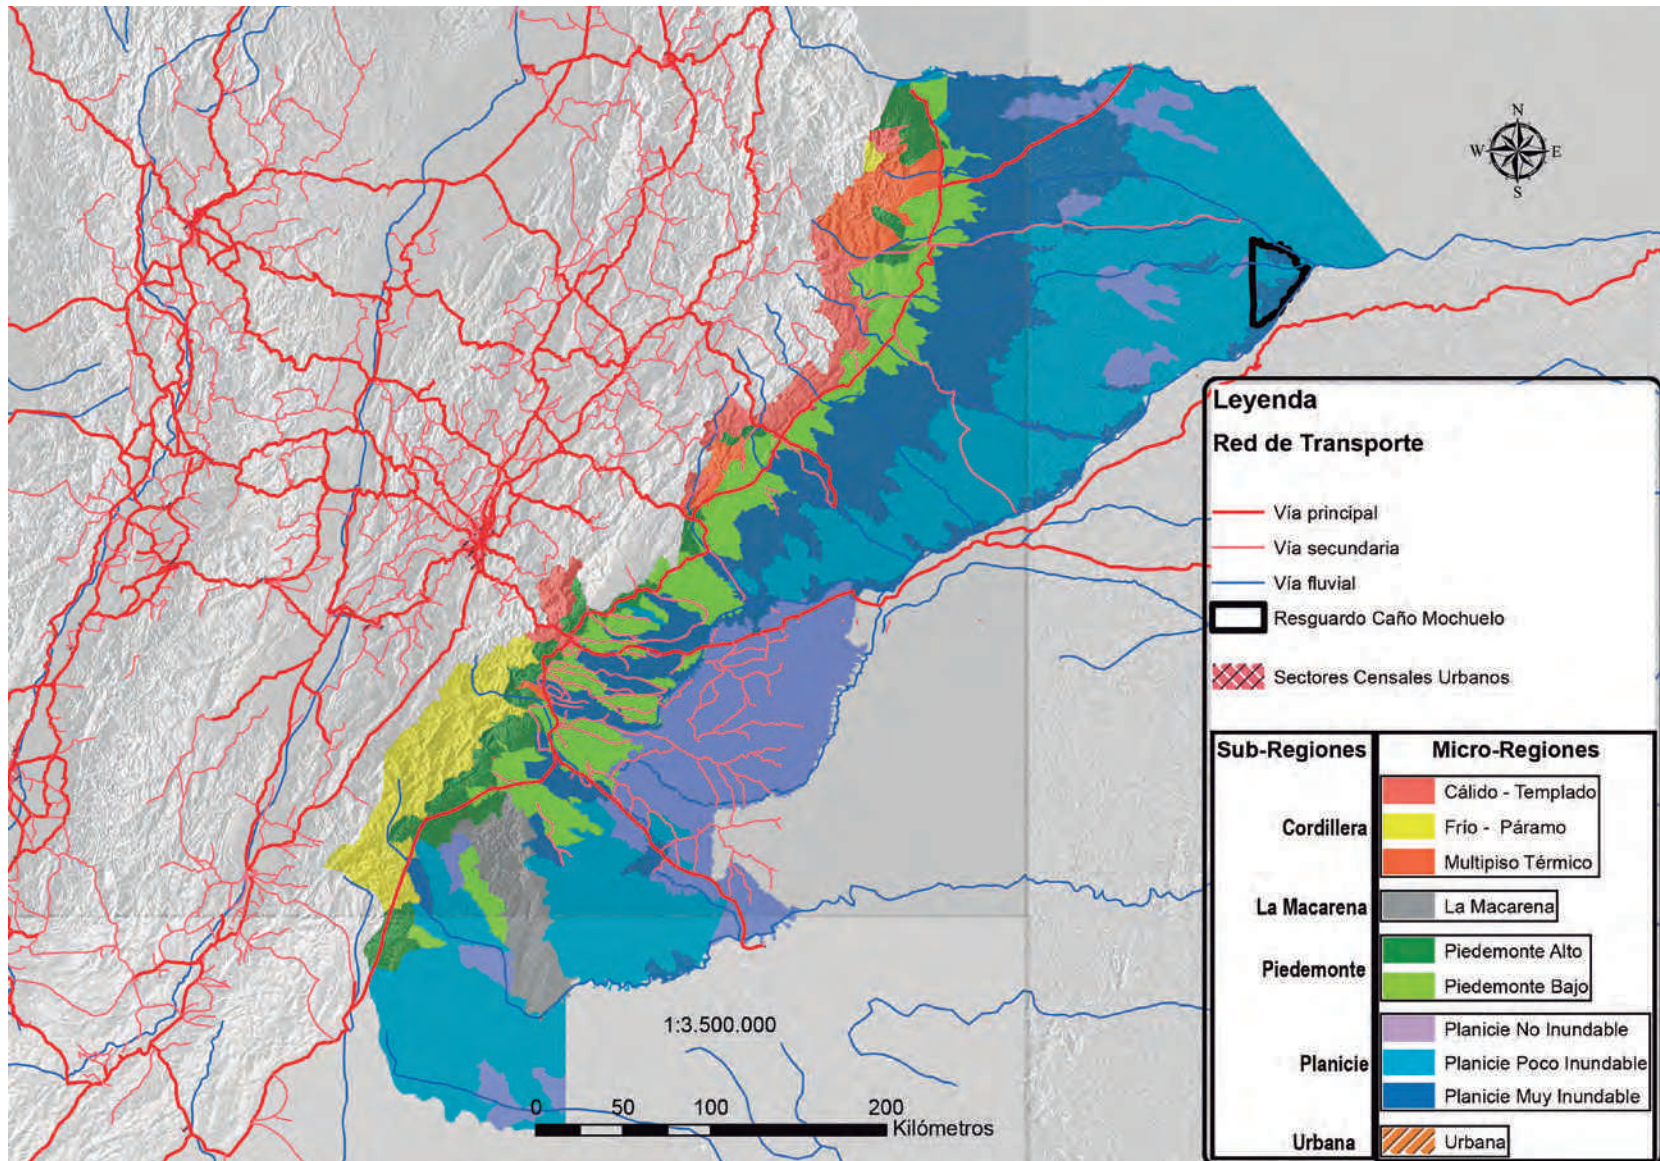 N
W E
S
Leyenda
Red de Transporte
Vía principal
Vía secundaria
Vía fluvial
Resguardo Caño Mochuelo
Sectores Censales Urbanos
Sub-Regiones Micro-Regiones
Cálido - Templado
Cordillera Frío - Páramo
Multipiso Térmico
La Macarena La Macarena
Piedemonte Alto
Piedemonte
Piedemonte Bajo
Planicie No Inundable
Planicie Planicie Poco Inundable
Planicie Muy Inundable
Urbana Urbana
1:3.500.000
0 50 100 200
Kilómetros